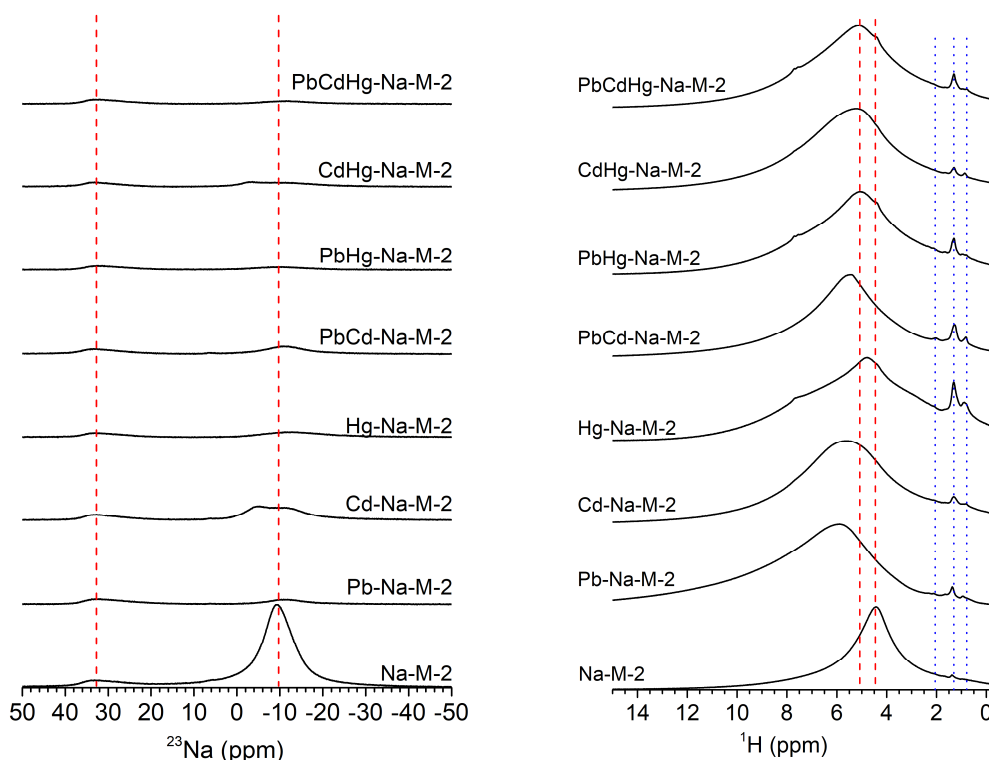 PbCdHg-Na-M-2
CdHg-Na-M-2
PbHg-Na-M-2
PbCd-Na-M-2
Hg-Na-M-2
Cd-Na-M-2
Pb-Na-M-2
Na-M-2
50 40 30 20 10 0 -10 -20 -30 -40 -50
²³Na (ppm)
PbCdHg-Na-M-2
CdHg-Na-M-2
PbHg-Na-M-2
PbCd-Na-M-2
Hg-Na-M-2
Cd-Na-M-2
Pb-Na-M-2
Na-M-2
14 12 10 8 6 4 2 0
¹H (ppm)